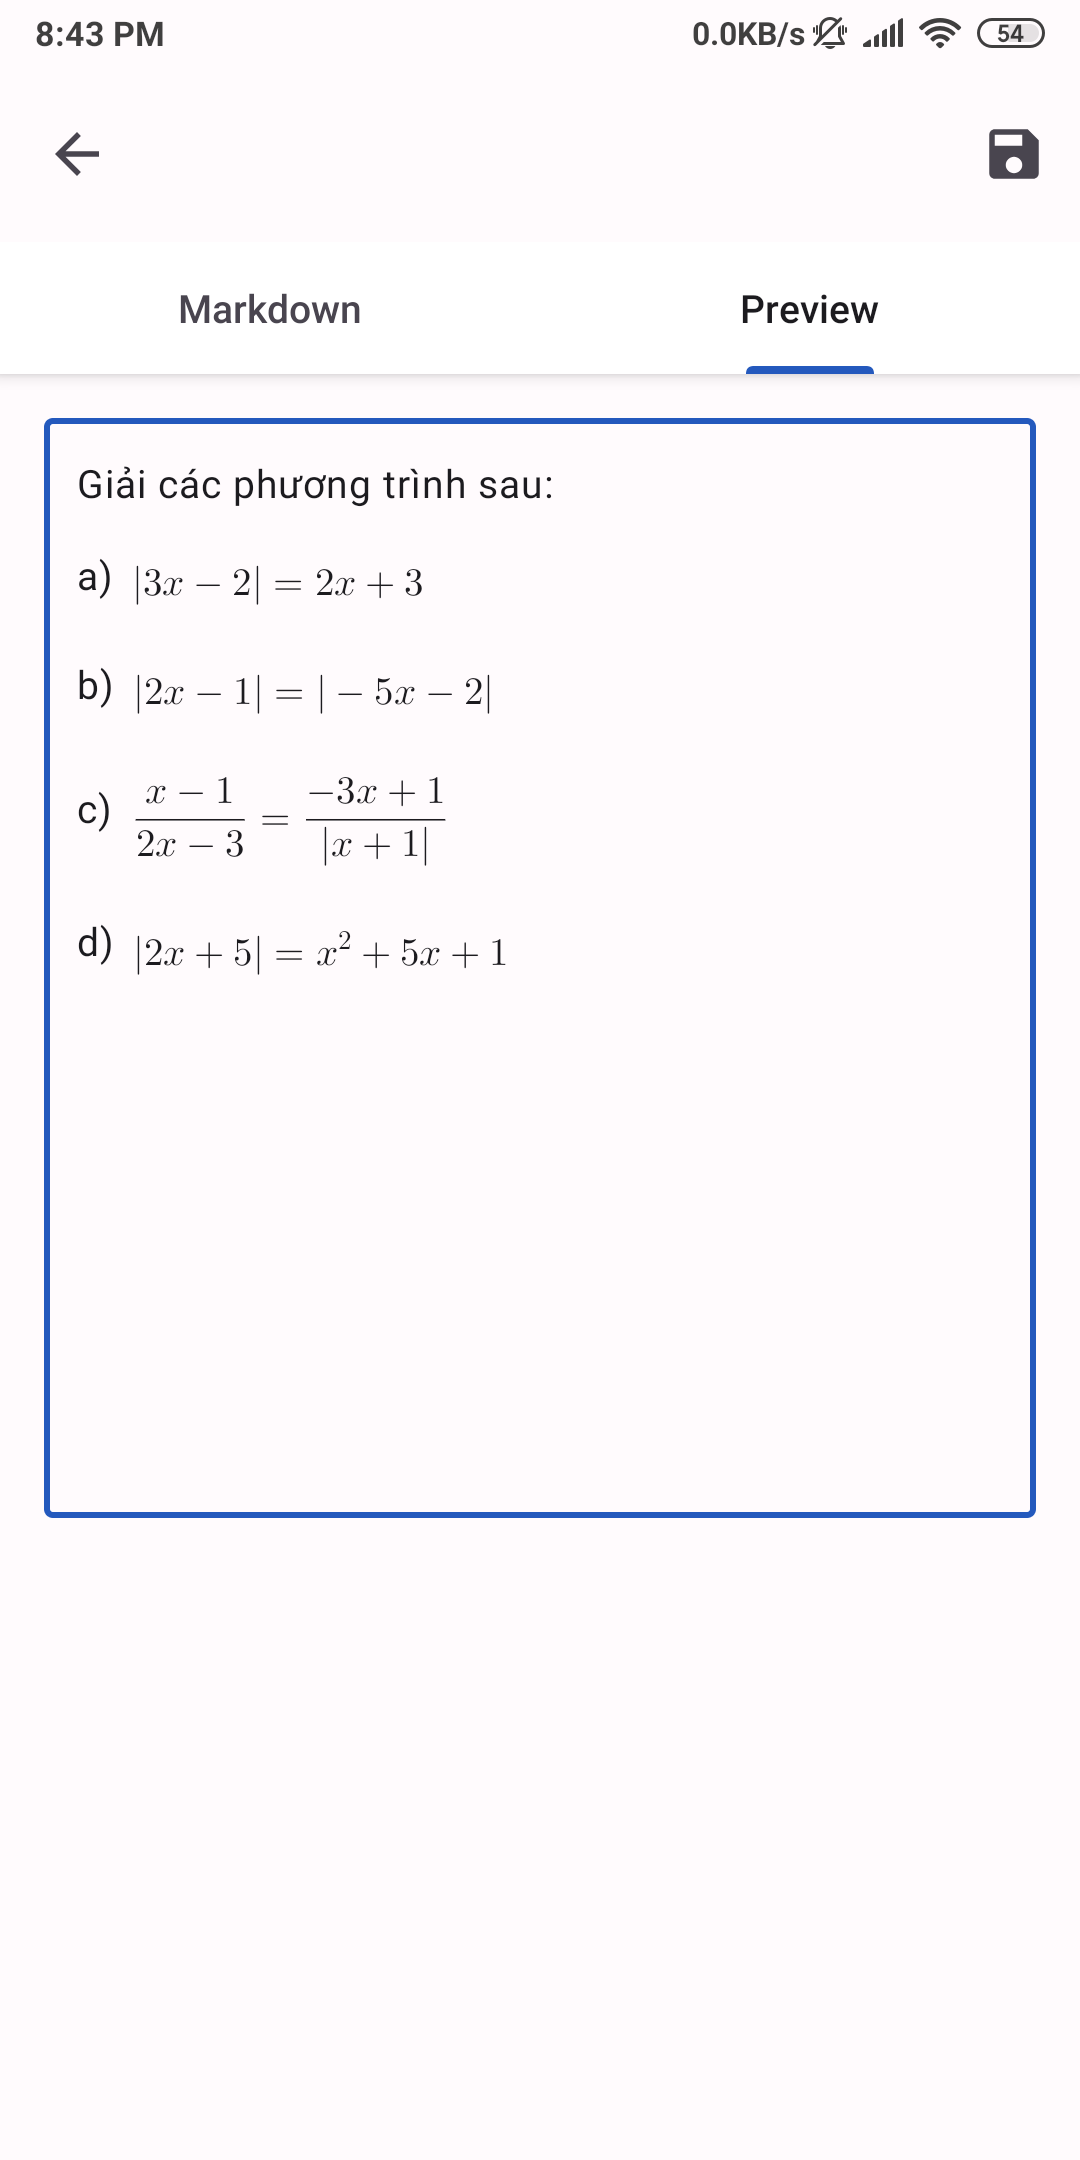 8:43 PM 0.0KB/s 54
Markdown Preview
Giải các phương trình sau:
a) |3x − 2| = 2x + 3
b) |2x − 1| = | − 5x − 2|
c) \frac{x − 1}{2x − 3} = \frac{−3x + 1}{|x + 1|}
d) |2x + 5| = x² + 5x + 1